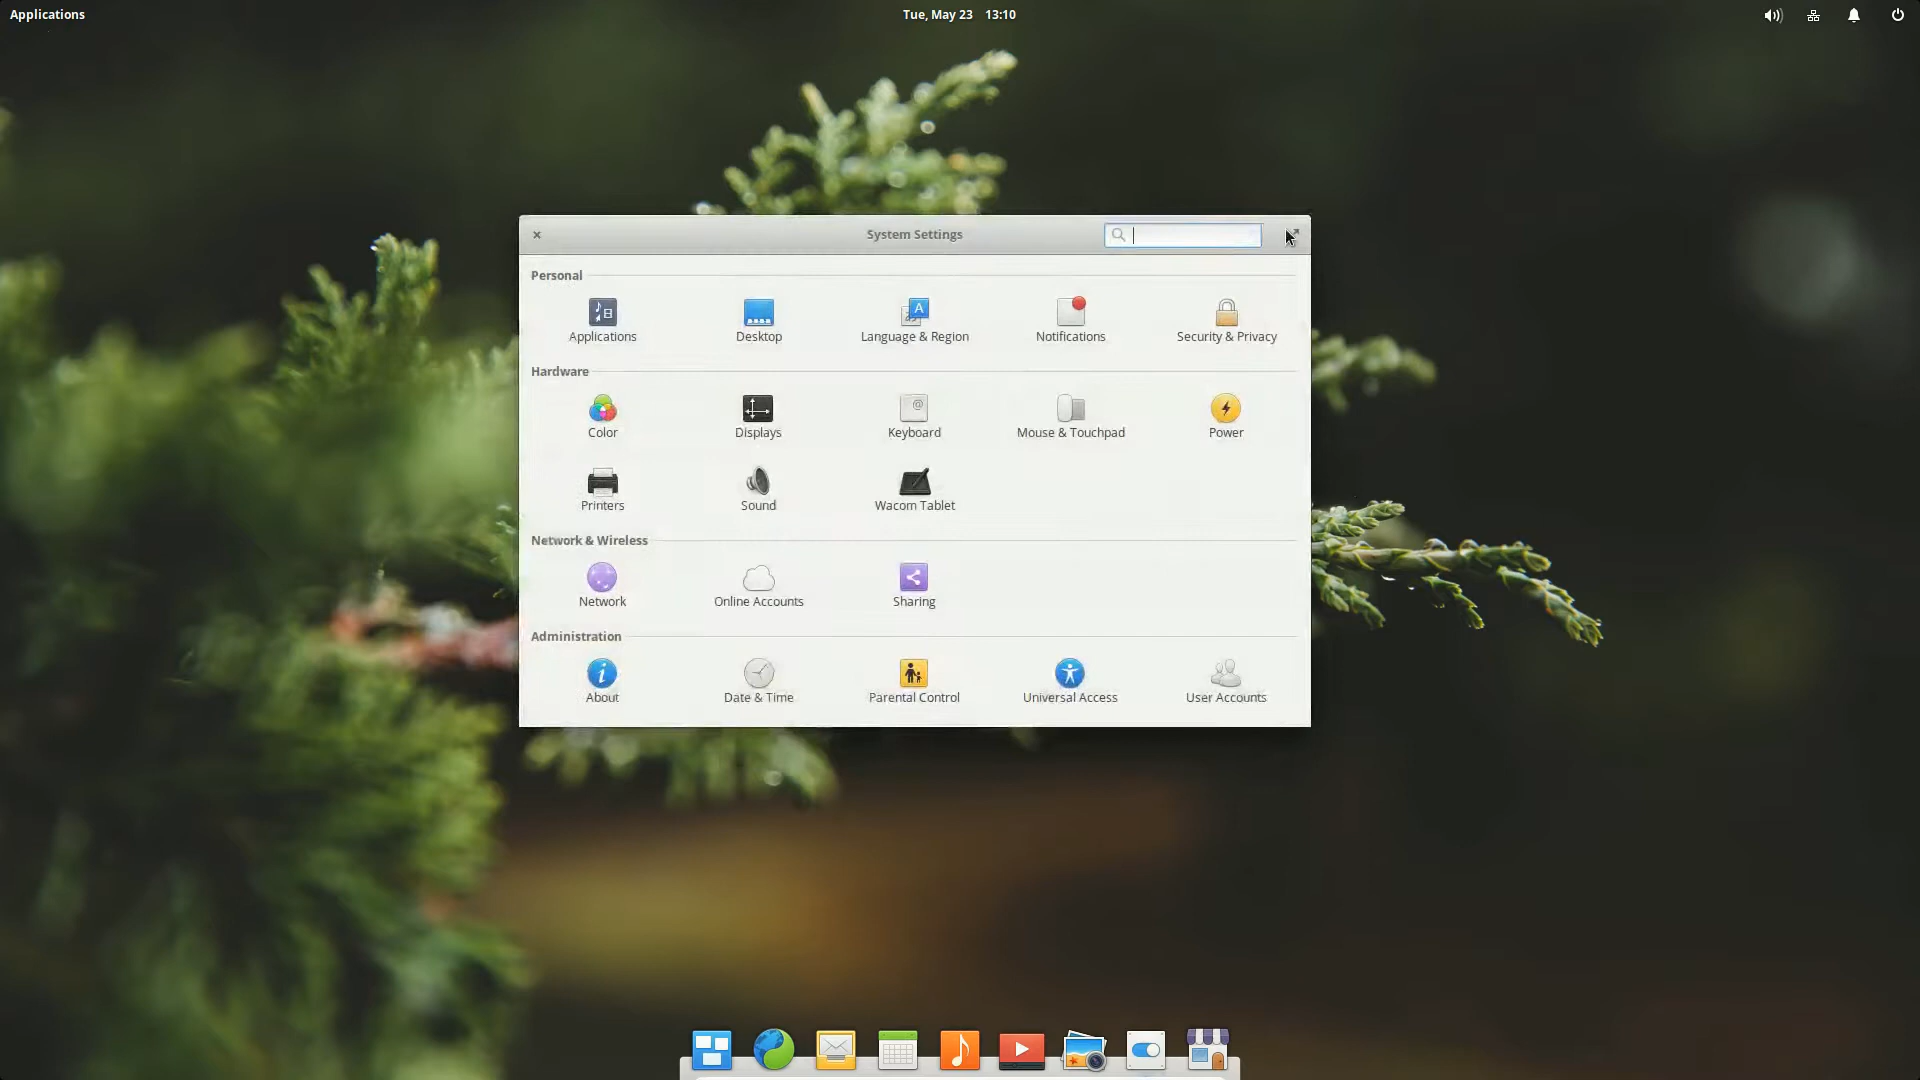 Applications
Tue, May 23 13:10
System Settings
Personal
Applications
Desktop
Language & Region
Notifications
Security & Privacy
Hardware
Color
Displays
Keyboard
Mouse & Touchpad
Power
Printers
Sound
Wacom Tablet
Network & Wireless
Network
Online Accounts
Sharing
Administration
About
Date & Time
Parental Control
Universal Access
User Accounts